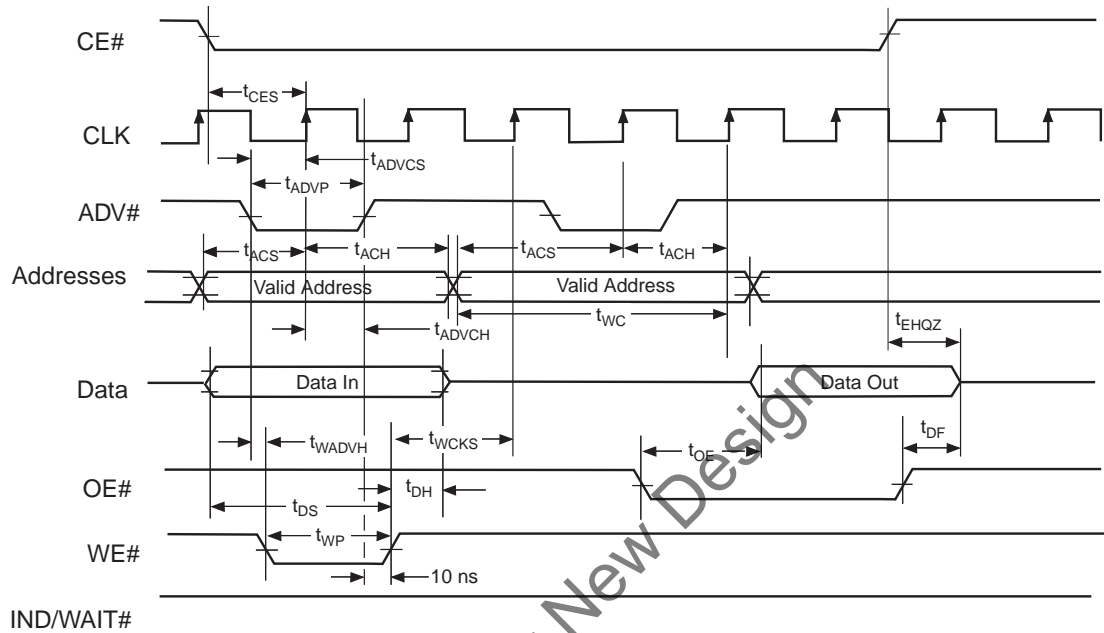 CE#
tCES
CLK
tADVCS
tADVP
ADV#
tACS
tACH
tACS
tACH
Addresses
Valid Address
Valid Address
tWC
tADVCH
tEHQZ
Data
Data In
Data Out
tWADVH
tWCKS
tOE
tDF
OE#
tDH
tDS
tWP
WE#
10 ns
IND/WAIT#
New Design